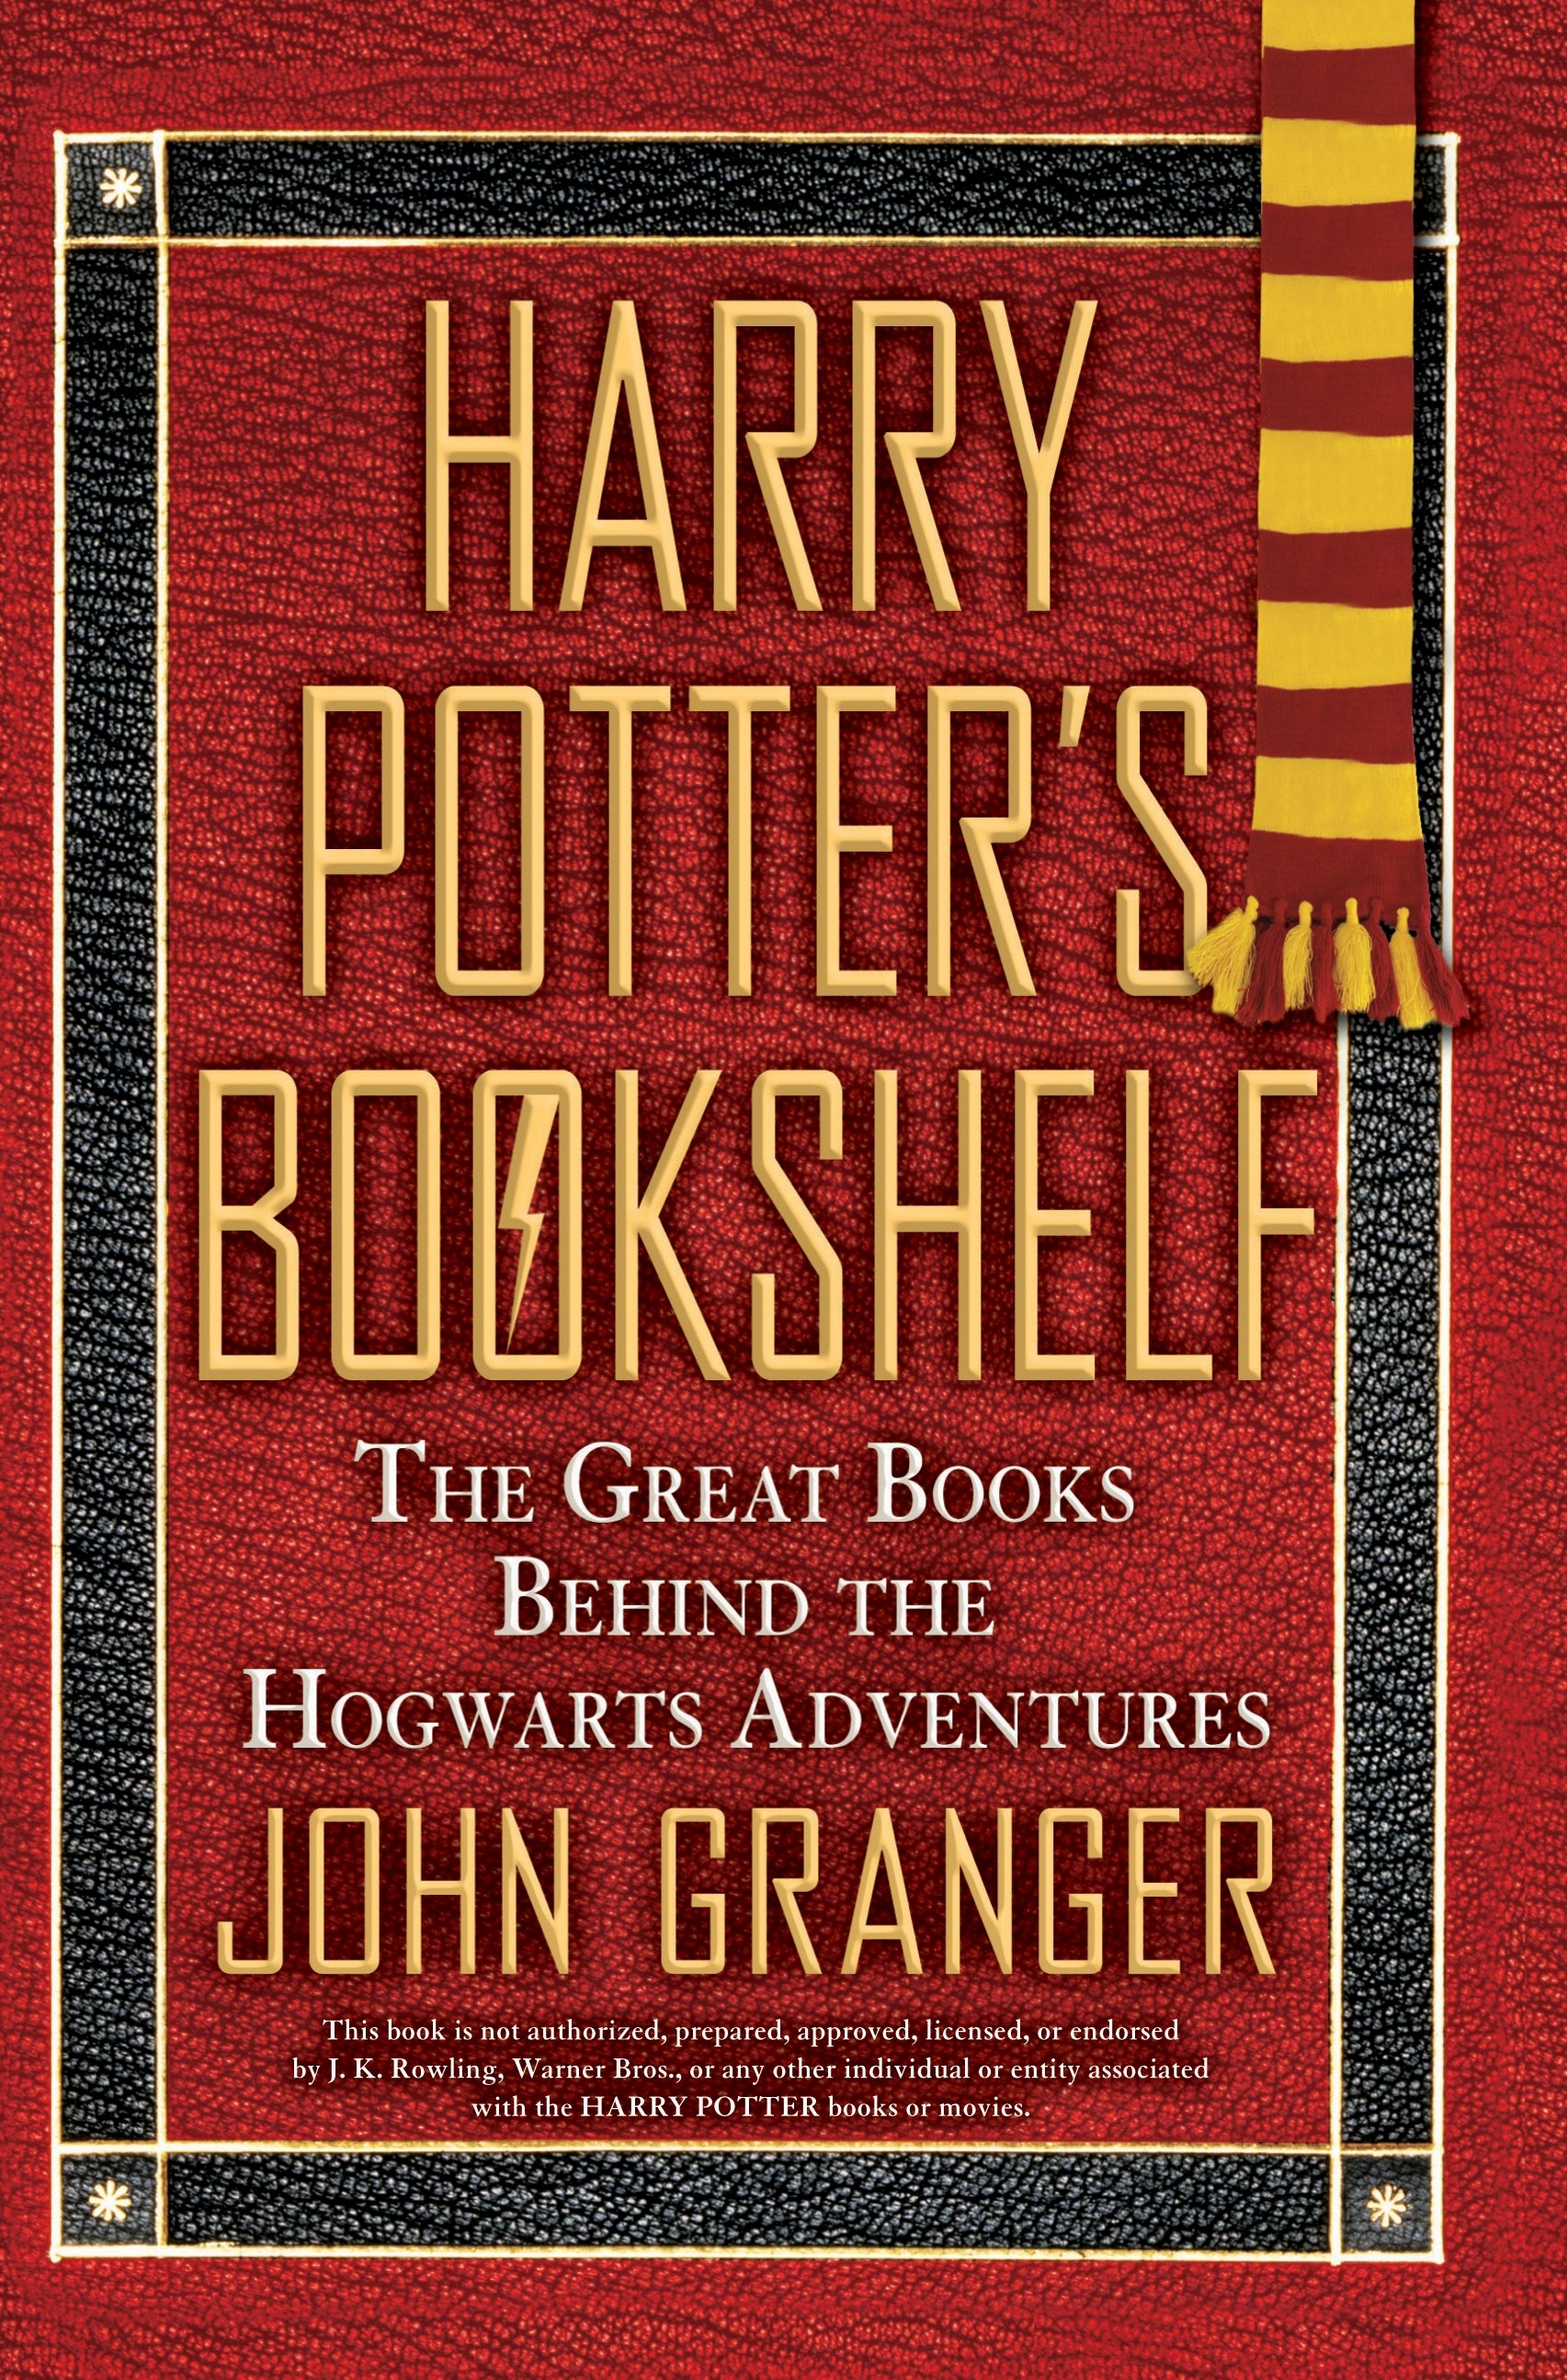 HARRY
POTTER'S
BOOKSHELF
THE GREAT BOOKS
BEHIND THE
HOGWARTS ADVENTURES
JOHN GRANGER
This book is not authorized, prepared, approved, licensed, or endorsed
by J. K. Rowling, Warner Bros., or any other individual or entity associated
with the HARRY POTTER books or movies.